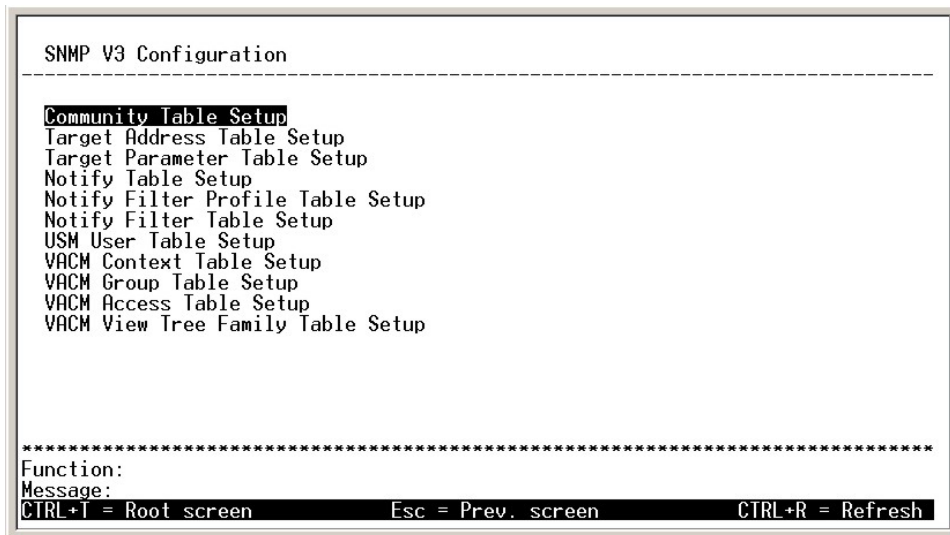 SNMP V3 Configuration
--------------------------------------------------------------------------------
Community Table Setup
Target Address Table Setup
Target Parameter Table Setup
Notify Table Setup
Notify Filter Profile Table Setup
Notify Filter Table Setup
USM User Table Setup
VACM Context Table Setup
VACM Group Table Setup
VACM Access Table Setup
VACM View Tree Family Table Setup
********************************************************************************
Function:
Message:
CTRL+T = Root screen Esc = Prev. screen CTRL+R = Refresh